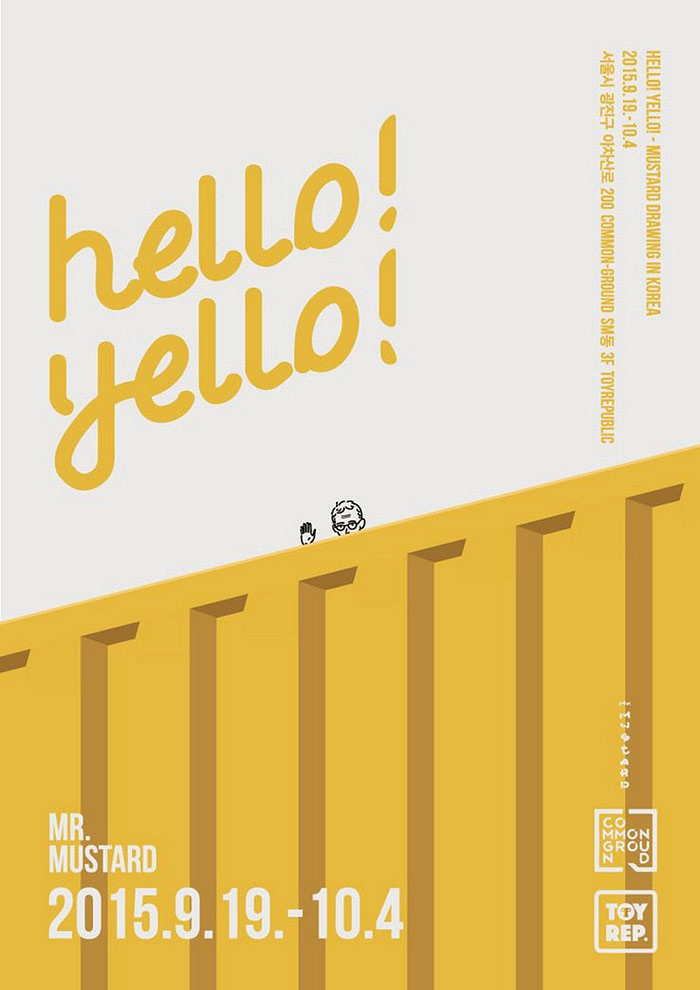 hello!
yello!
HELLO! YELLO! - MUSTARD DRAWING IN KOREA
2015.9.19.-10.4
서울시 광진구 아차산로 200 COMMON-GROUND SM동 3F TOYREPUBLIC
MR.
MUSTARD
2015.9.19.-10.4
COMMON
GROUND
TOY
REP.